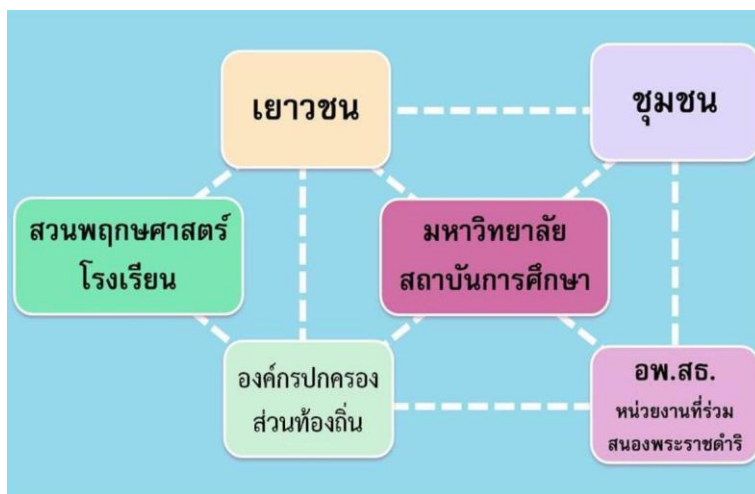 เยาวชน
ชุมชน
สวนพฤกษศาสตร์
โรงเรียน
มหาวิทยาลัย
สถาบันการศึกษา
องค์กรปกครอง
ส่วนท้องถิ่น
อพ.สธ.
หน่วยงานที่ร่วม
สนองพระราชดำริ